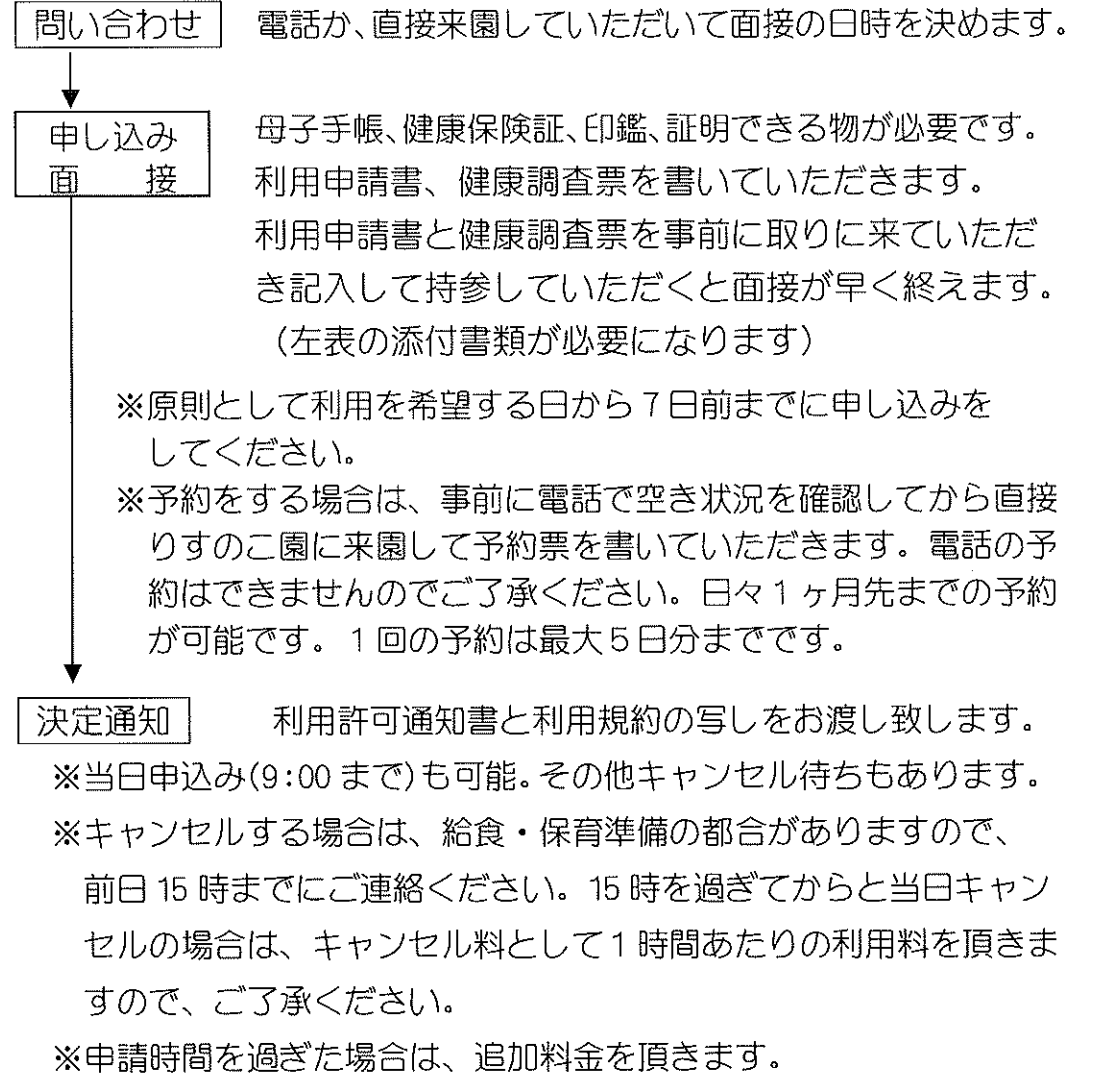 問い合わせ 電話か、直接来園していただいて面接の日時を決めます。
申し込み 母子手帳、健康保険証、印鑑、証明できる物が必要です。
面 接 利用申請書、健康調査票を書いていただきます。
利用申請書と健康調査票を事前に取りに来ていただ
き記入して持参していただくと面接が早く終えます。
（左表の添付書類が必要になります）
※原則として利用を希望する日から７日前までに申し込みを
してください。
※予約をする場合は、事前に電話で空き状況を確認してから直接
りすのこ園に来園して予約票を書いていただきます。電話の予
約はできませんのでご了承ください。日々１ヶ月先までの予約
が可能です。１回の予約は最大５日分までです。
決定通知 利用許可通知書と利用規約の写しをお渡し致します。
※当日申込み(9:00 まで)も可能。その他キャンセル待ちもあります。
※キャンセルする場合は、給食・保育準備の都合がありますので、
前日 15 時までにご連絡ください。15 時を過ぎてからと当日キャン
セルの場合は、キャンセル料として１時間あたりの利用料を頂きま
すので、ご了承ください。
※申請時間を過ぎた場合は、追加料金を頂きます。